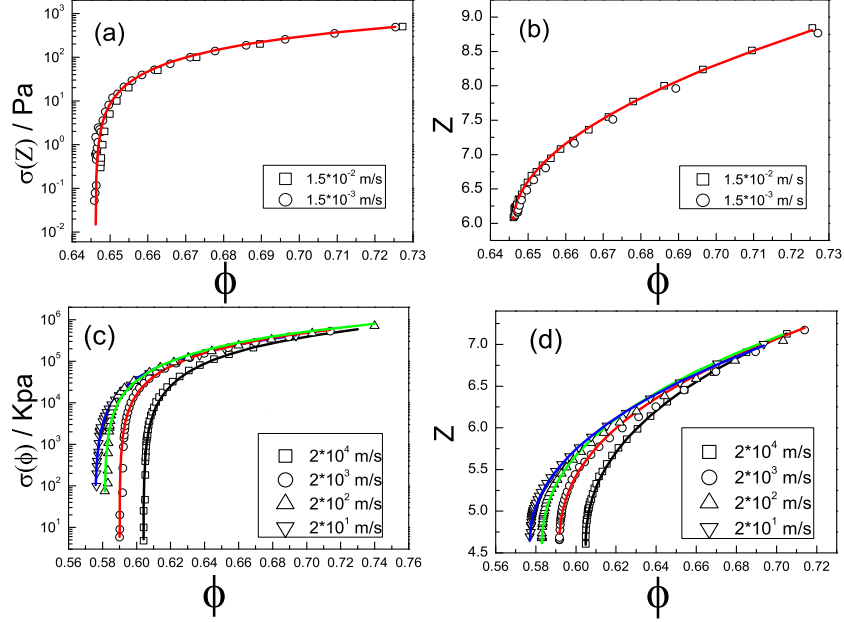 (a)
10³
10²
10¹
10⁰
10⁻¹
10⁻²
σ(Z) / Pa
1.5*10⁻² m/s
1.5*10⁻³ m/s
0.64 0.65 0.66 0.67 0.68 0.69 0.70 0.71 0.72 0.73
ϕ
(b)
9.0
8.5
8.0
7.5
7.0
6.5
6.0
Z
1.5*10⁻² m/ s
1.5*10⁻³ m/ s
0.64 0.65 0.66 0.67 0.68 0.69 0.70 0.71 0.72 0.73
ϕ
(c)
10⁶
10⁵
10⁴
10³
10²
10¹
σ(ϕ) / Kpa
2*10⁴ m/s
2*10³ m/s
2*10² m/s
2*10¹ m/s
0.56 0.58 0.60 0.62 0.64 0.66 0.68 0.70 0.72 0.74 0.76
ϕ
(d)
7.0
6.5
6.0
5.5
5.0
4.5
Z
2*10⁴ m/s
2*10³ m/s
2*10² m/s
2*10¹ m/s
0.56 0.58 0.60 0.62 0.64 0.66 0.68 0.70 0.72
ϕ